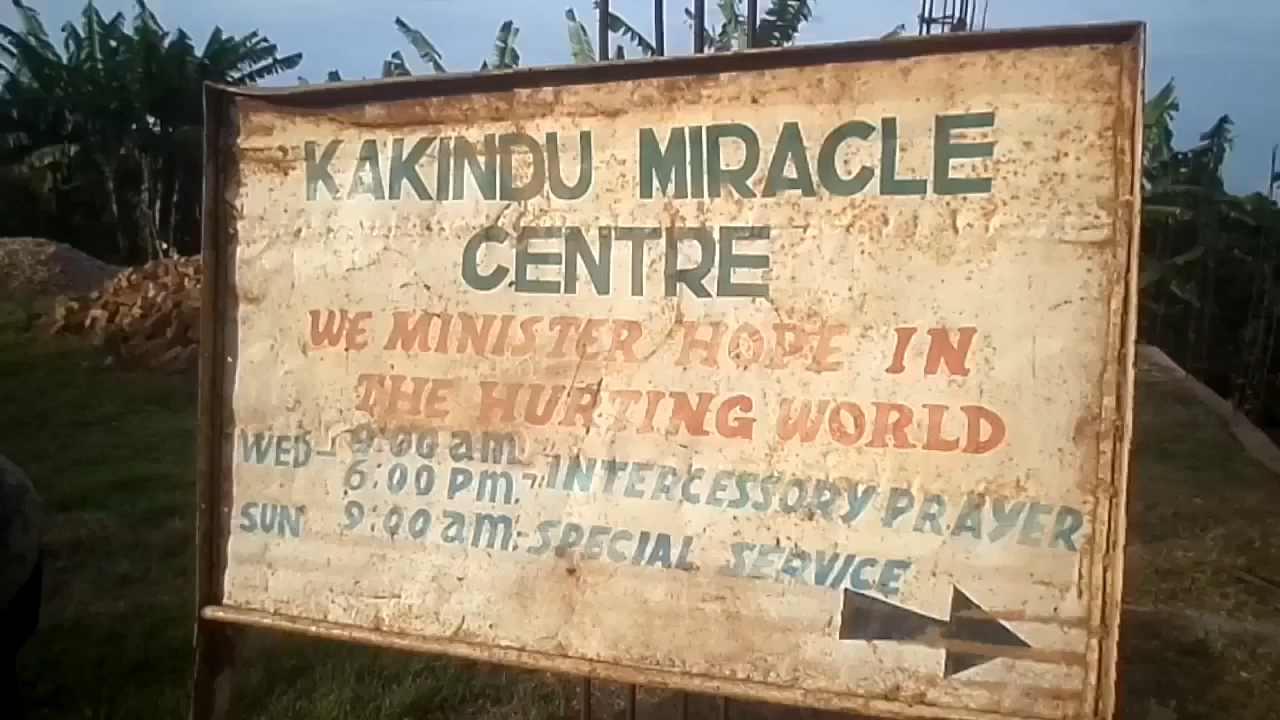 KAKINDU MIRACLE
CENTRE
WE MINISTER HOPE IN
THE HURTING WORLD
WED- 9:00 am
6:00 Pm:- INTERCESSORY PRAYER
SUN 9:00 am:- SPECIAL SERVICE